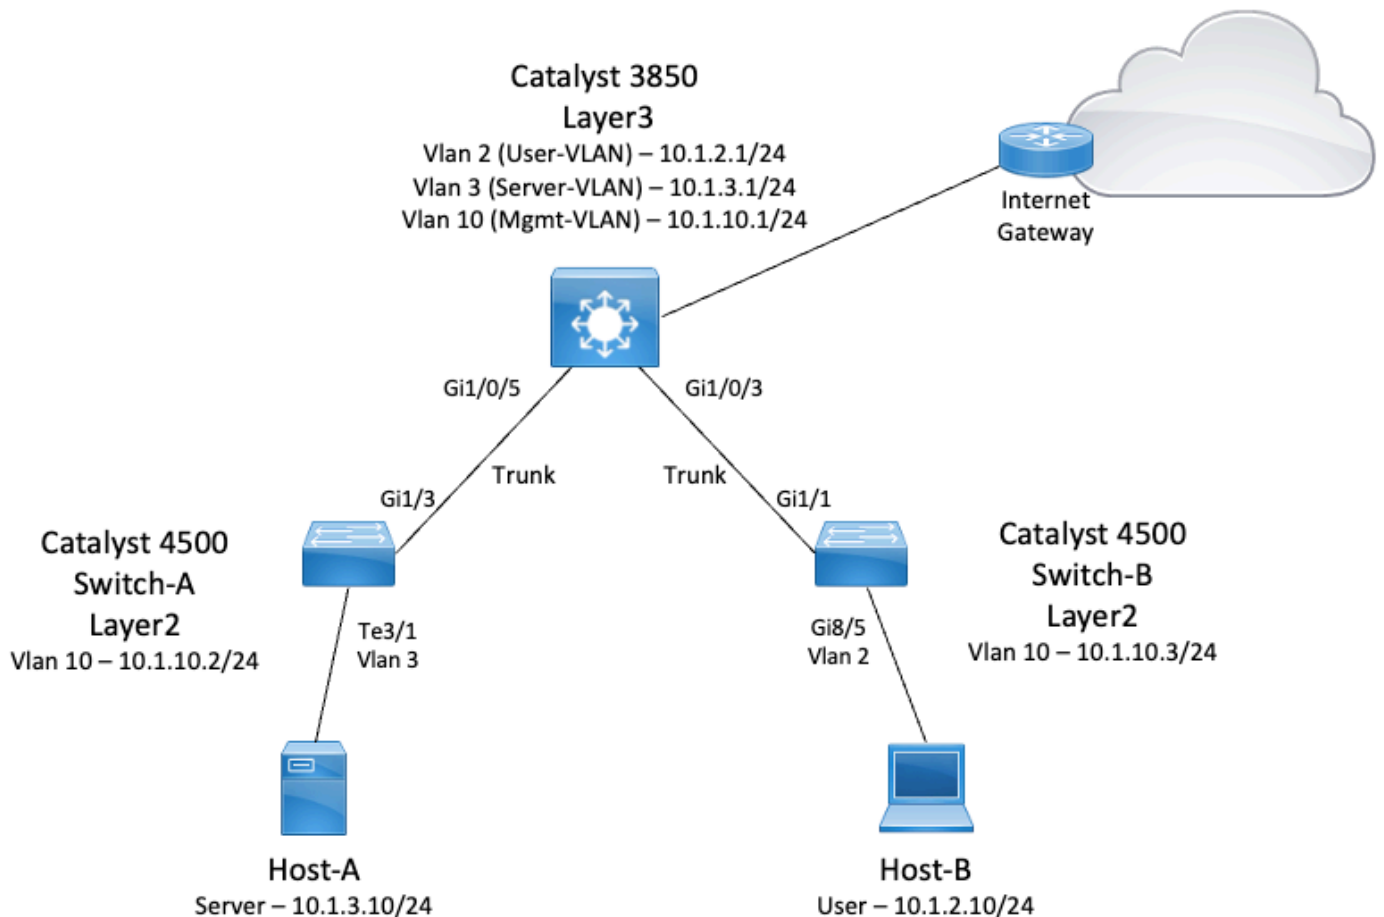 Catalyst 3850
Layer3
Vlan 2 (User-VLAN) – 10.1.2.1/24
Vlan 3 (Server-VLAN) – 10.1.3.1/24
Vlan 10 (Mgmt-VLAN) – 10.1.10.1/24
Internet
Gateway
Gi1/0/5
Gi1/0/3
Trunk
Trunk
Gi1/3
Gi1/1
Catalyst 4500
Switch-A
Layer2
Vlan 10 – 10.1.10.2/24
Te3/1
Vlan 3
Gi8/5
Vlan 2
Catalyst 4500
Switch-B
Layer2
Vlan 10 – 10.1.10.3/24
Host-A
Server – 10.1.3.10/24
Host-B
User – 10.1.2.10/24